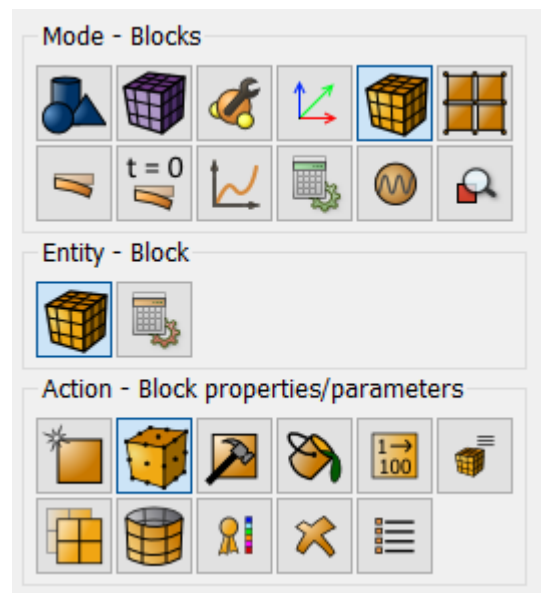 Mode - Blocks
t = 0
Entity - Block
Action - Block properties/parameters
1→
100